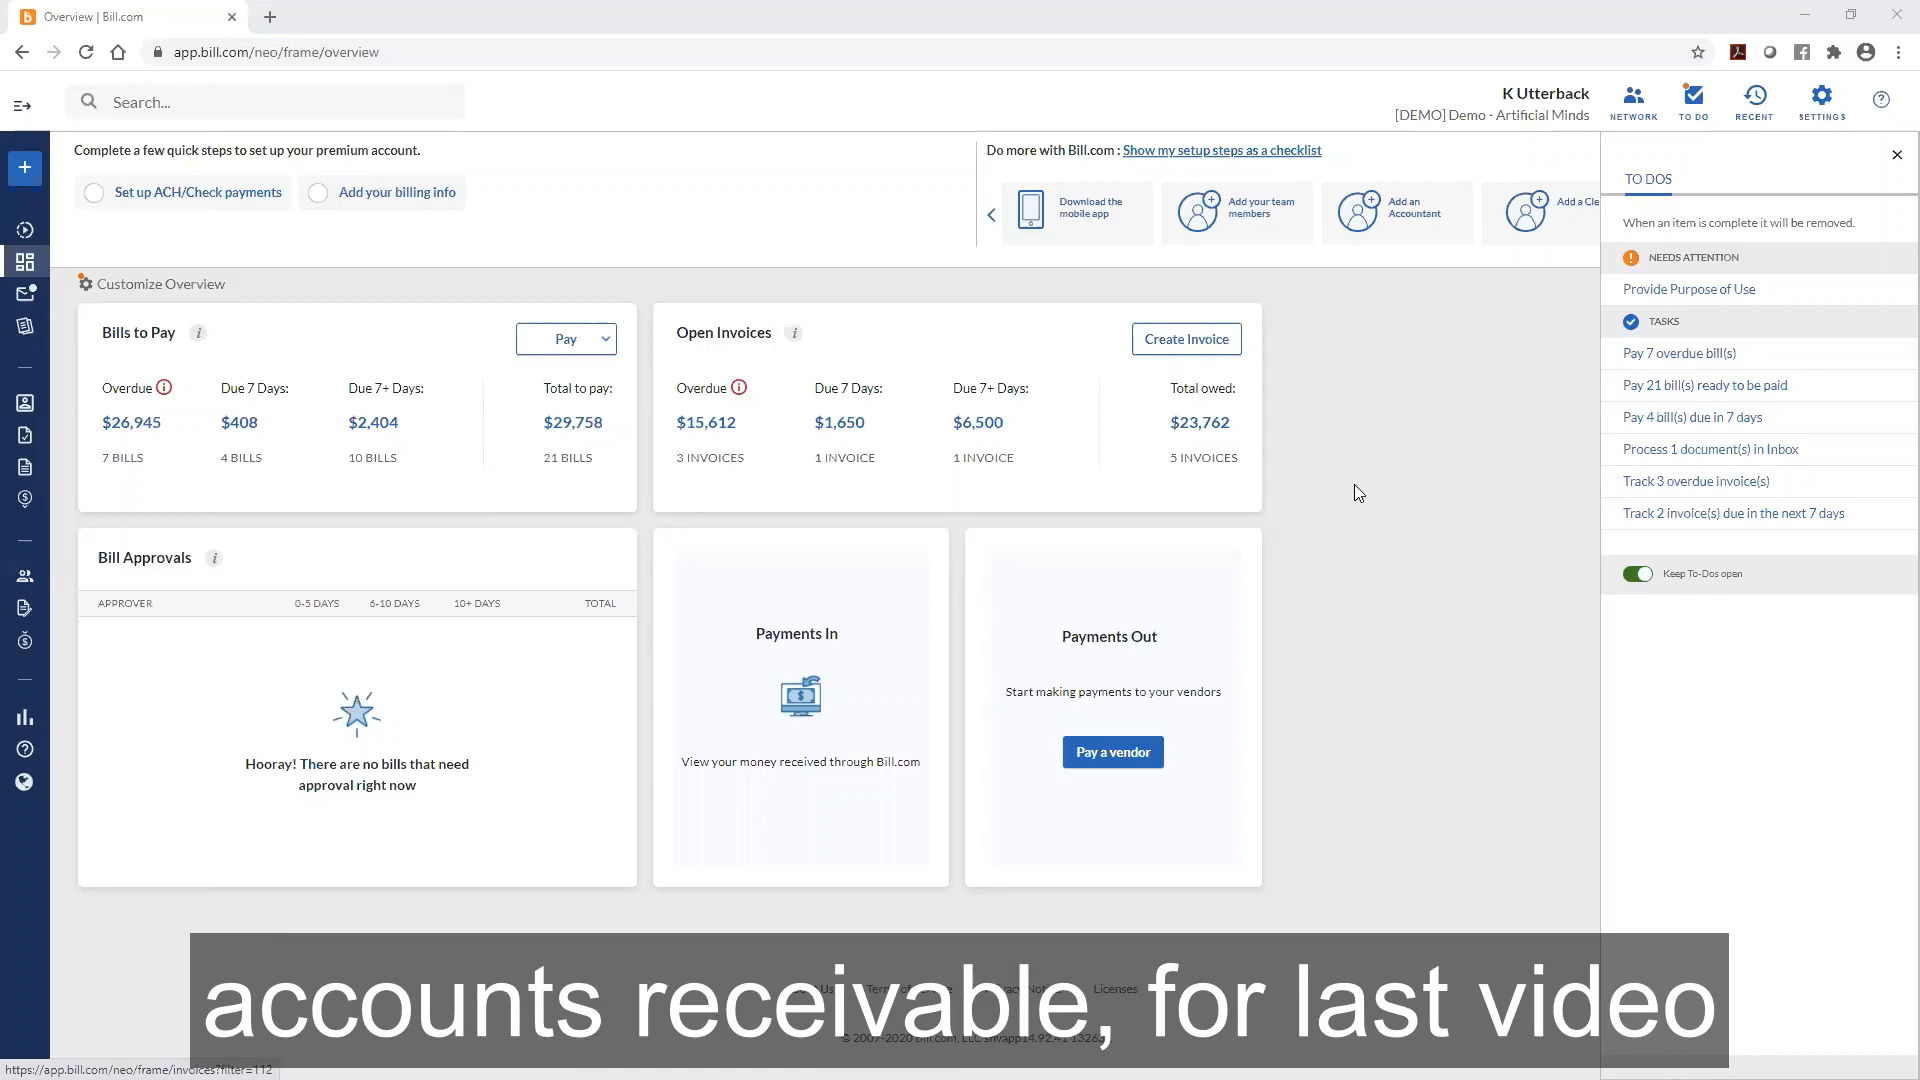 Overview | Bill.com
app.bill.com/neo/frame/overview
Search...
K Utterback
[DEMO] Demo - Artificial Minds
NETWORK
TO DO
RECENT
SETTINGS
Complete a few quick steps to set up your premium account.
Set up ACH/Check payments
Add your billing info
Do more with Bill.com : Show my setup steps as a checklist
Download the
mobile app
Add your team
members
Add an
Accountant
Add a Cle
Customize Overview
Bills to Pay
Pay
Overdue
Due 7 Days:
Due 7+ Days:
Total to pay:
$26,945
$408
$2,404
$29,758
7 BILLS
4 BILLS
10 BILLS
21 BILLS
Open Invoices
Create Invoice
Overdue
Due 7 Days:
Due 7+ Days:
Total owed:
$15,612
$1,650
$6,500
$23,762
3 INVOICES
1 INVOICE
1 INVOICE
5 INVOICES
Bill Approvals
APPROVER
0-5 DAYS
6-10 DAYS
10+ DAYS
TOTAL
Hooray! There are no bills that need
approval right now
Payments In
View your money received through Bill.com
Payments Out
Start making payments to your vendors
Pay a vendor
TO DOS
When an item is complete it will be removed.
NEEDS ATTENTION
Provide Purpose of Use
TASKS
Pay 7 overdue bill(s)
Pay 21 bill(s) ready to be paid
Pay 4 bill(s) due in 7 days
Process 1 document(s) in Inbox
Track 3 overdue invoice(s)
Track 2 invoice(s) due in the next 7 days
Keep To-Dos open
Licenses
accounts receivable, for last video
© 2007-2020 Bill.com, LLC
https://app.bill.com/neo/frame/invoices?filter=112